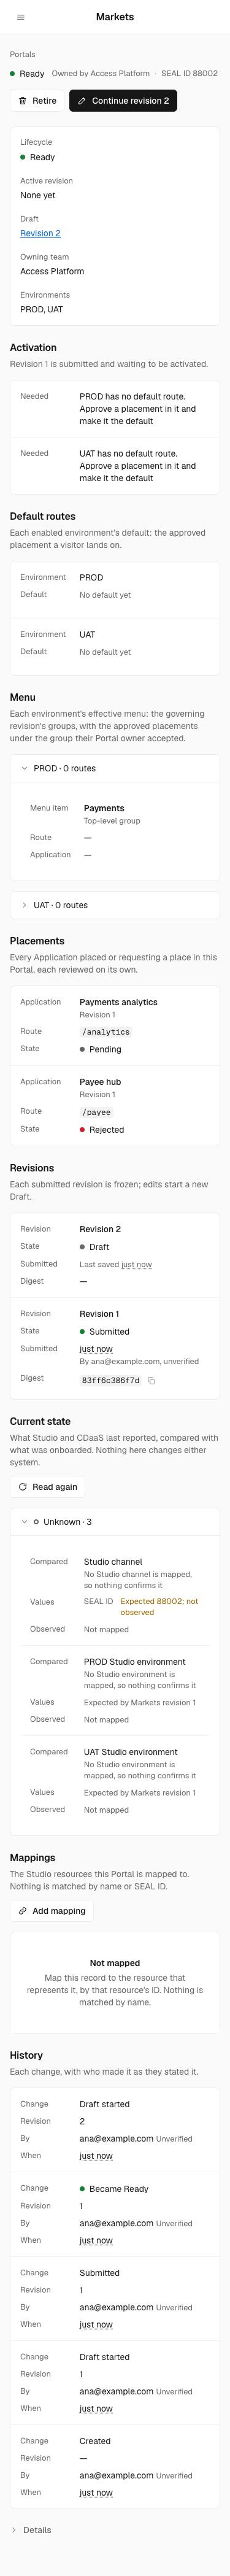 Markets
Portals
Ready Owned by Access Platform · SEAL ID 88002
Retire Continue revision 2
Lifecycle
Ready
Active revision
None yet
Draft
Revision 2
Owning team
Access Platform
Environments
PROD, UAT
Activation
Revision 1 is submitted and waiting to be activated.
Needed PROD has no default route.
Approve a placement in it and
make it the default
Needed UAT has no default route.
Approve a placement in it and
make it the default
Default routes
Each enabled environment's default: the approved
placement a visitor lands on.
Environment PROD
Default No default yet
Environment UAT
Default No default yet
Menu
Each environment's effective menu: the governing
revision's groups, with the approved placements
under the group their Portal owner accepted.
PROD · 0 routes
Menu item Payments
Top-level group
Route —
Application —
UAT · 0 routes
Placements
Every Application placed or requesting a place in this
Portal, each reviewed on its own.
Application Payments analytics
Revision 1
Route /analytics
State Pending
Application Payee hub
Revision 1
Route /payee
State Rejected
Revisions
Each submitted revision is frozen; edits start a new
Draft.
Revision Revision 2
State Draft
Submitted Last saved just now
Digest —
Revision Revision 1
State Submitted
Submitted just now
By ana@example.com, unverified
Digest 83ff6c386f7d
Current state
What Studio and CDaaS last reported, compared with
what was onboarded. Nothing here changes either
system.
Read again
Unknown · 3
Compared Studio channel
No Studio channel is mapped,
so nothing confirms it
Values SEAL ID Expected 88002; not
observed
Observed Not mapped
Compared PROD Studio environment
No Studio environment is
mapped, so nothing confirms it
Values Expected by Markets revision 1
Observed Not mapped
Compared UAT Studio environment
No Studio environment is
mapped, so nothing confirms it
Values Expected by Markets revision 1
Observed Not mapped
Mappings
The Studio resources this Portal is mapped to.
Nothing is matched by name or SEAL ID.
Add mapping
Not mapped
Map this record to the resource that
represents it, by that resource's ID. Nothing is
matched by name.
History
Each change, with who made it as they stated it.
Change Draft started
Revision 2
By ana@example.com Unverified
When just now
Change Became Ready
Revision 1
By ana@example.com Unverified
When just now
Change Submitted
Revision 1
By ana@example.com Unverified
When just now
Change Draft started
Revision 1
By ana@example.com Unverified
When just now
Change Created
Revision —
By ana@example.com Unverified
When just now
Details